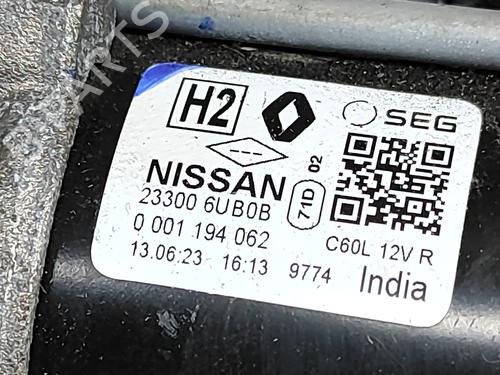 PARTS
H2
SEG
NISSAN
71D
02
23300 6UB0B
0 001 194 062
C60L 12V R
13.06.23 16:13 9774
India